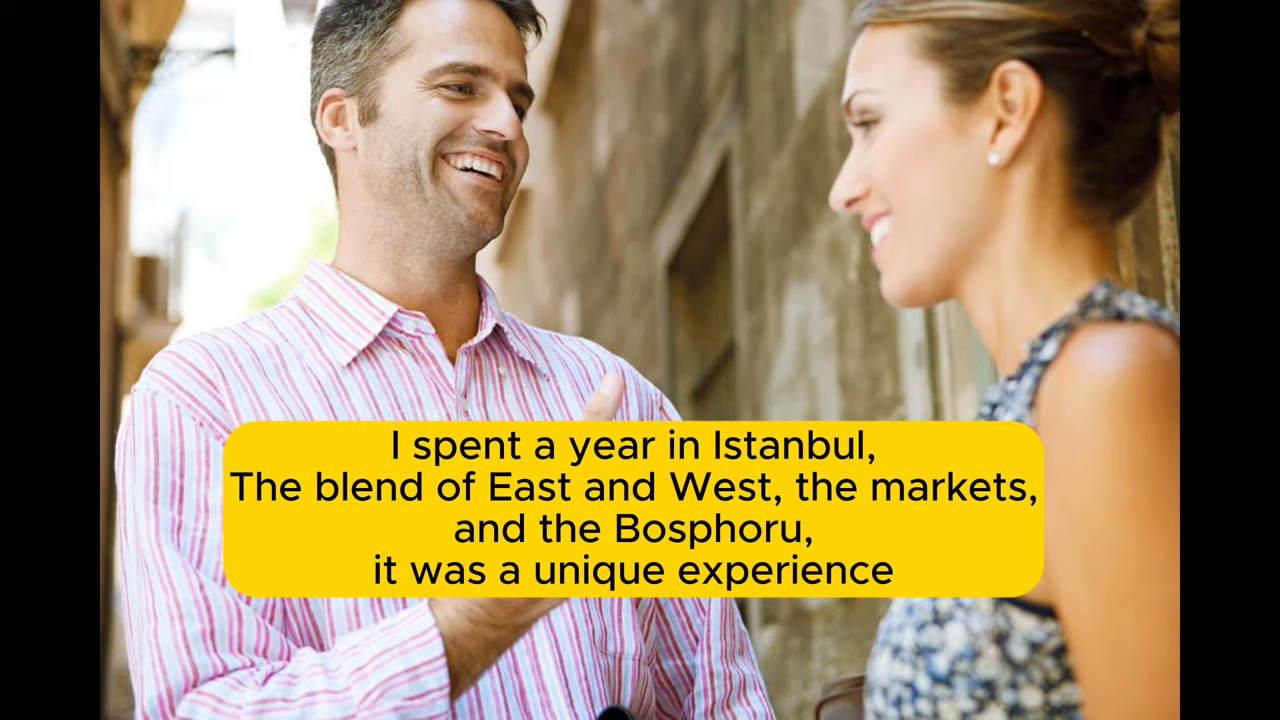 I spent a year in Istanbul,
The blend of East and West, the markets,
and the Bosphoru,
it was a unique experience